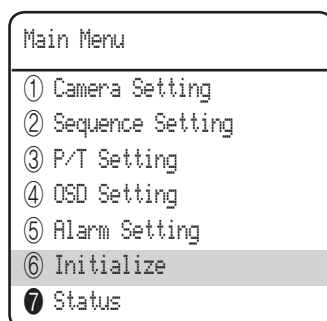 Main Menu
① Camera Setting
② Sequence Setting
③ P/T Setting
④ OSD Setting
⑤ Alarm Setting
⑥ Initialize
❼ Status